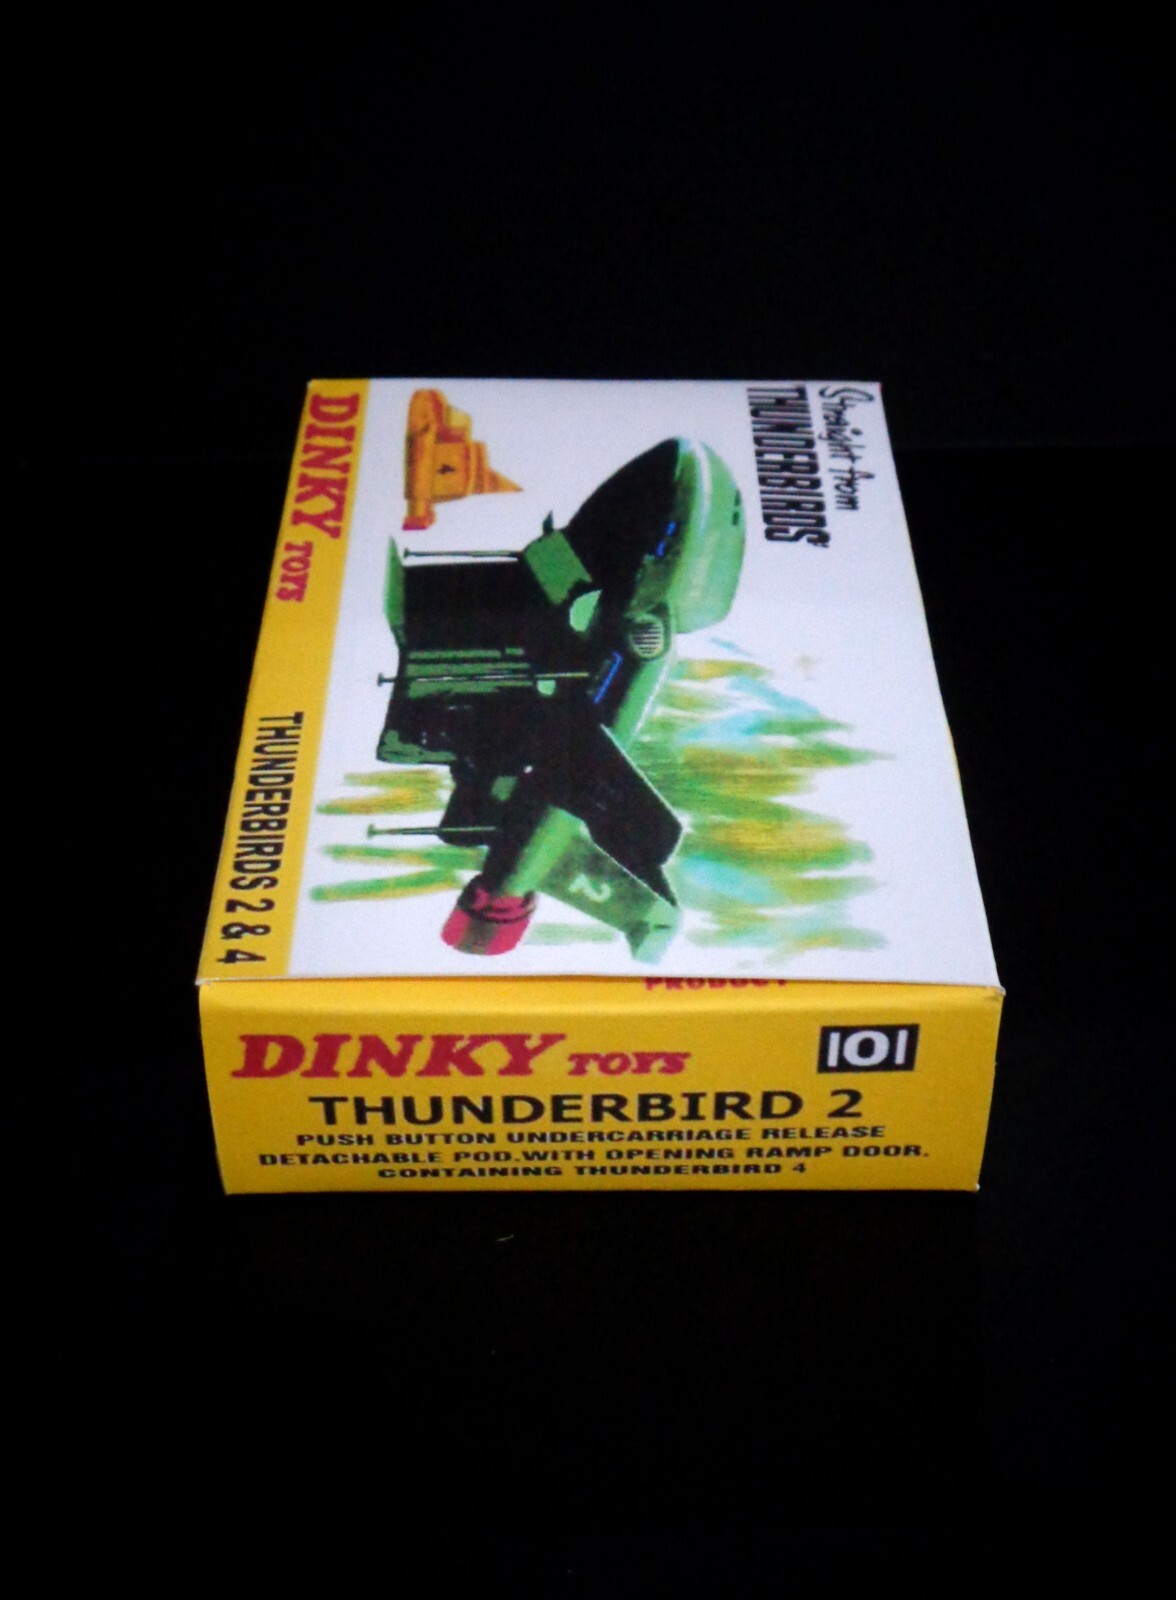 Straight from
THUNDERBIRDS
4
2
DINKY TOYS
THUNDERBIRDS 2 & 4
PRODUCT
DINKY TOYS
101
THUNDERBIRD 2
PUSH BUTTON UNDERCARRIAGE RELEASE
DETACHABLE POD.WITH OPENING RAMP DOOR.
CONTAINING THUNDERBIRD 4